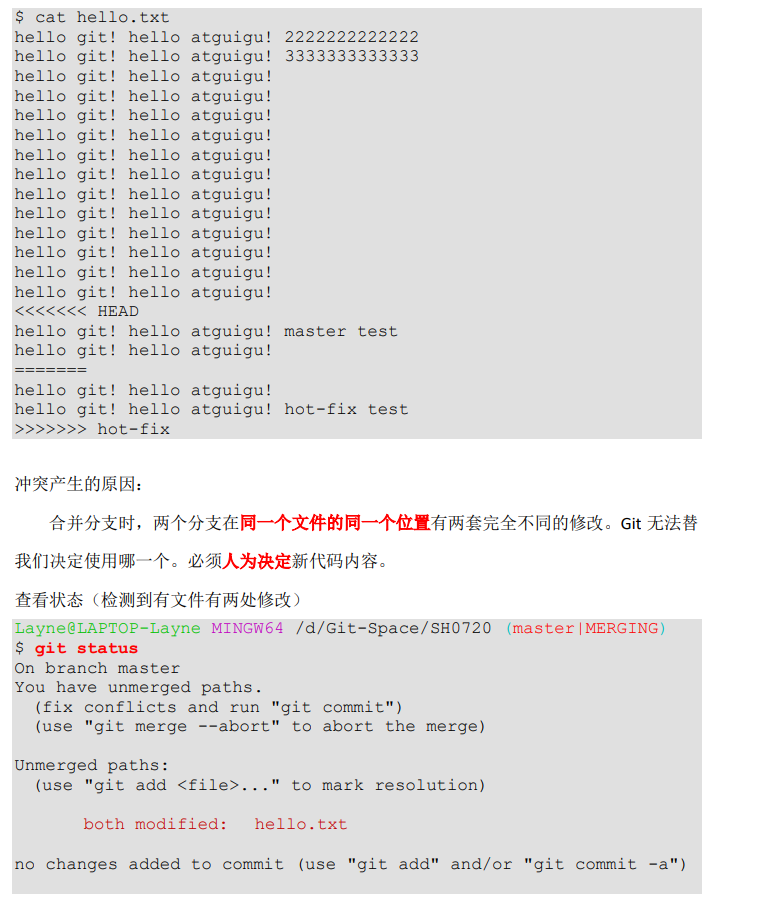 $ cat hello.txt
hello git! hello atguigu! 2222222222222
hello git! hello atguigu! 3333333333333
hello git! hello atguigu!
hello git! hello atguigu!
hello git! hello atguigu!
hello git! hello atguigu!
hello git! hello atguigu!
hello git! hello atguigu!
hello git! hello atguigu!
hello git! hello atguigu!
hello git! hello atguigu!
hello git! hello atguigu!
hello git! hello atguigu!
hello git! hello atguigu!
<<<<<<< HEAD
hello git! hello atguigu! master test
hello git! hello atguigu!
=======
hello git! hello atguigu!
hello git! hello atguigu! hot-fix test
>>>>>>> hot-fix
冲突产生的原因：
合并分支时，两个分支在同一个文件的同一个位置有两套完全不同的修改。Git 无法替
我们决定使用哪一个。必须人为决定新代码内容。
查看状态（检测到有文件有两处修改）
Layne@LAPTOP-Layne MINGW64 /d/Git-Space/SH0720 (master|MERGING)
$ git status
On branch master
You have unmerged paths.
  (fix conflicts and run "git commit")
  (use "git merge --abort" to abort the merge)
Unmerged paths:
  (use "git add <file>..." to mark resolution)
both modified:   hello.txt
no changes added to commit (use "git add" and/or "git commit -a")